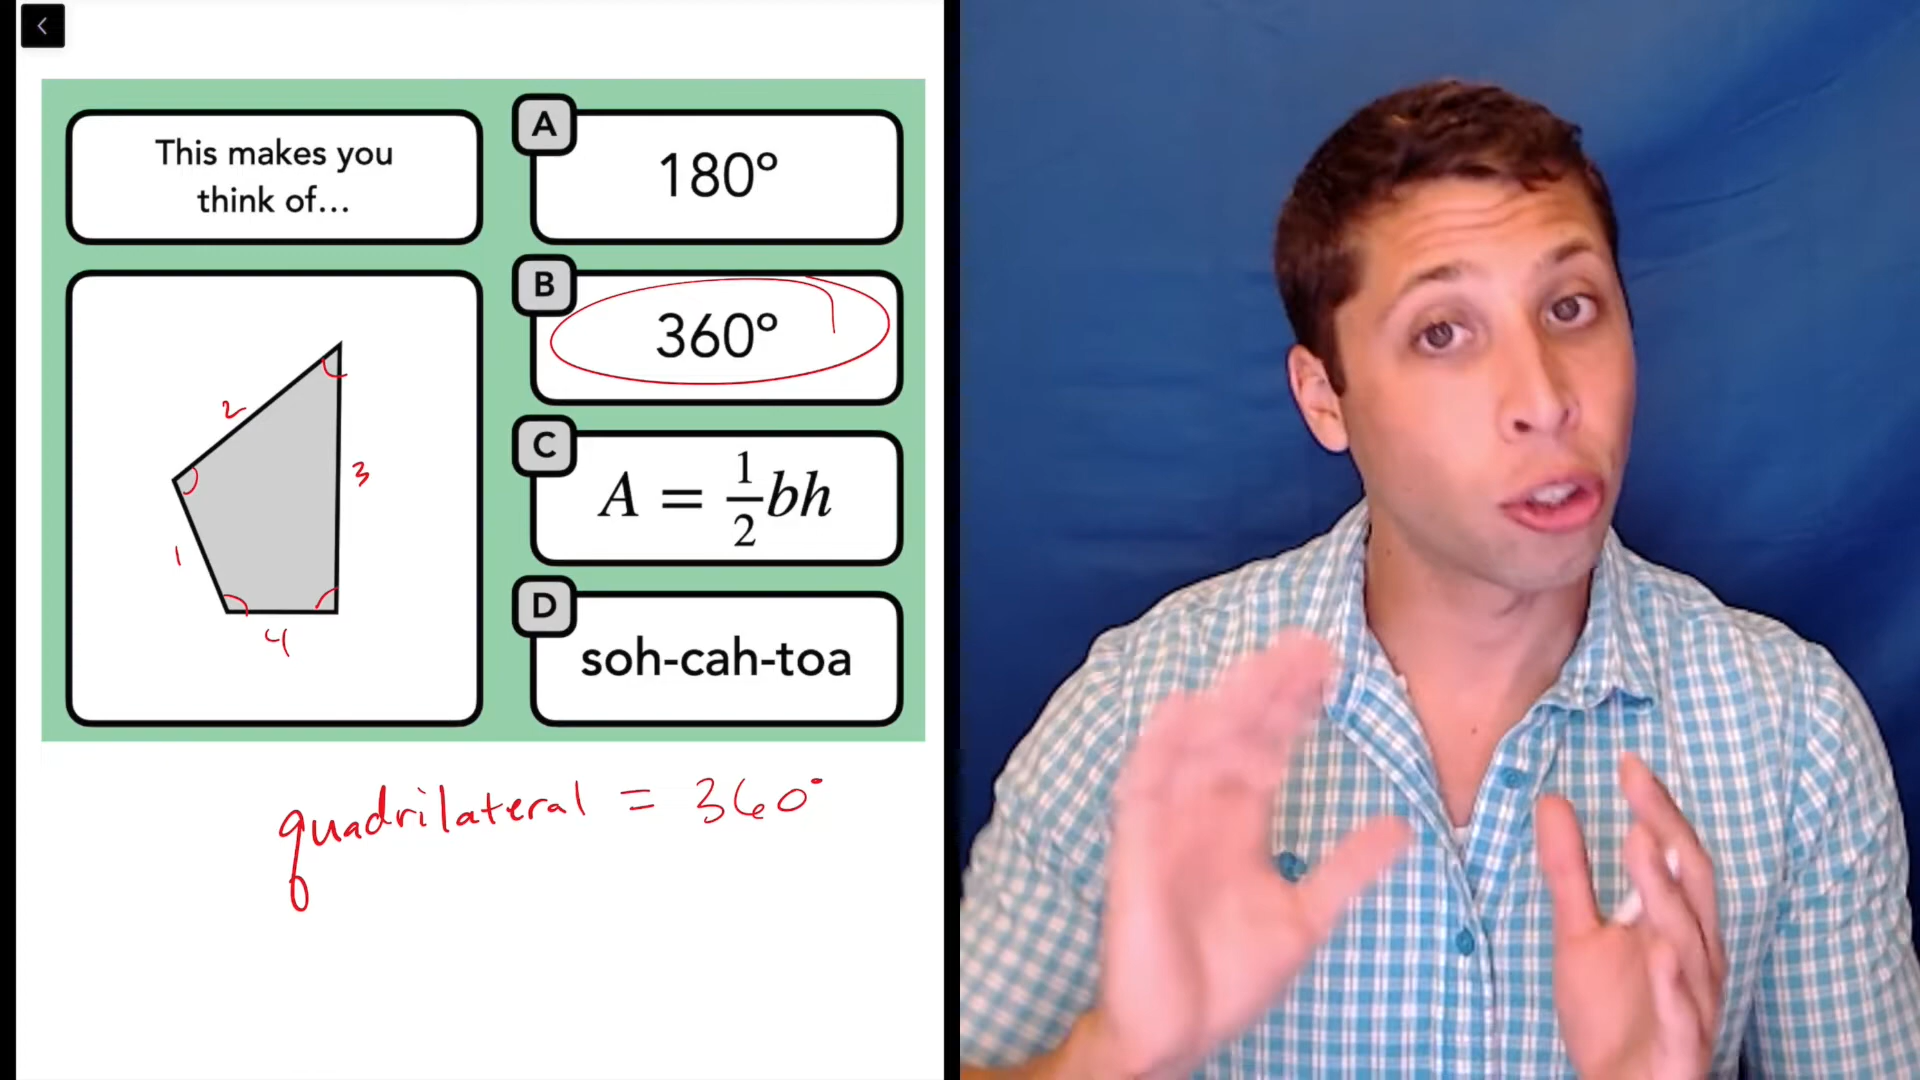 This makes you
think of...
A
180°
B
360°
C
A = 1/2 bh
D
soh-cah-toa
2
3
1
4
quadrilateral = 360°